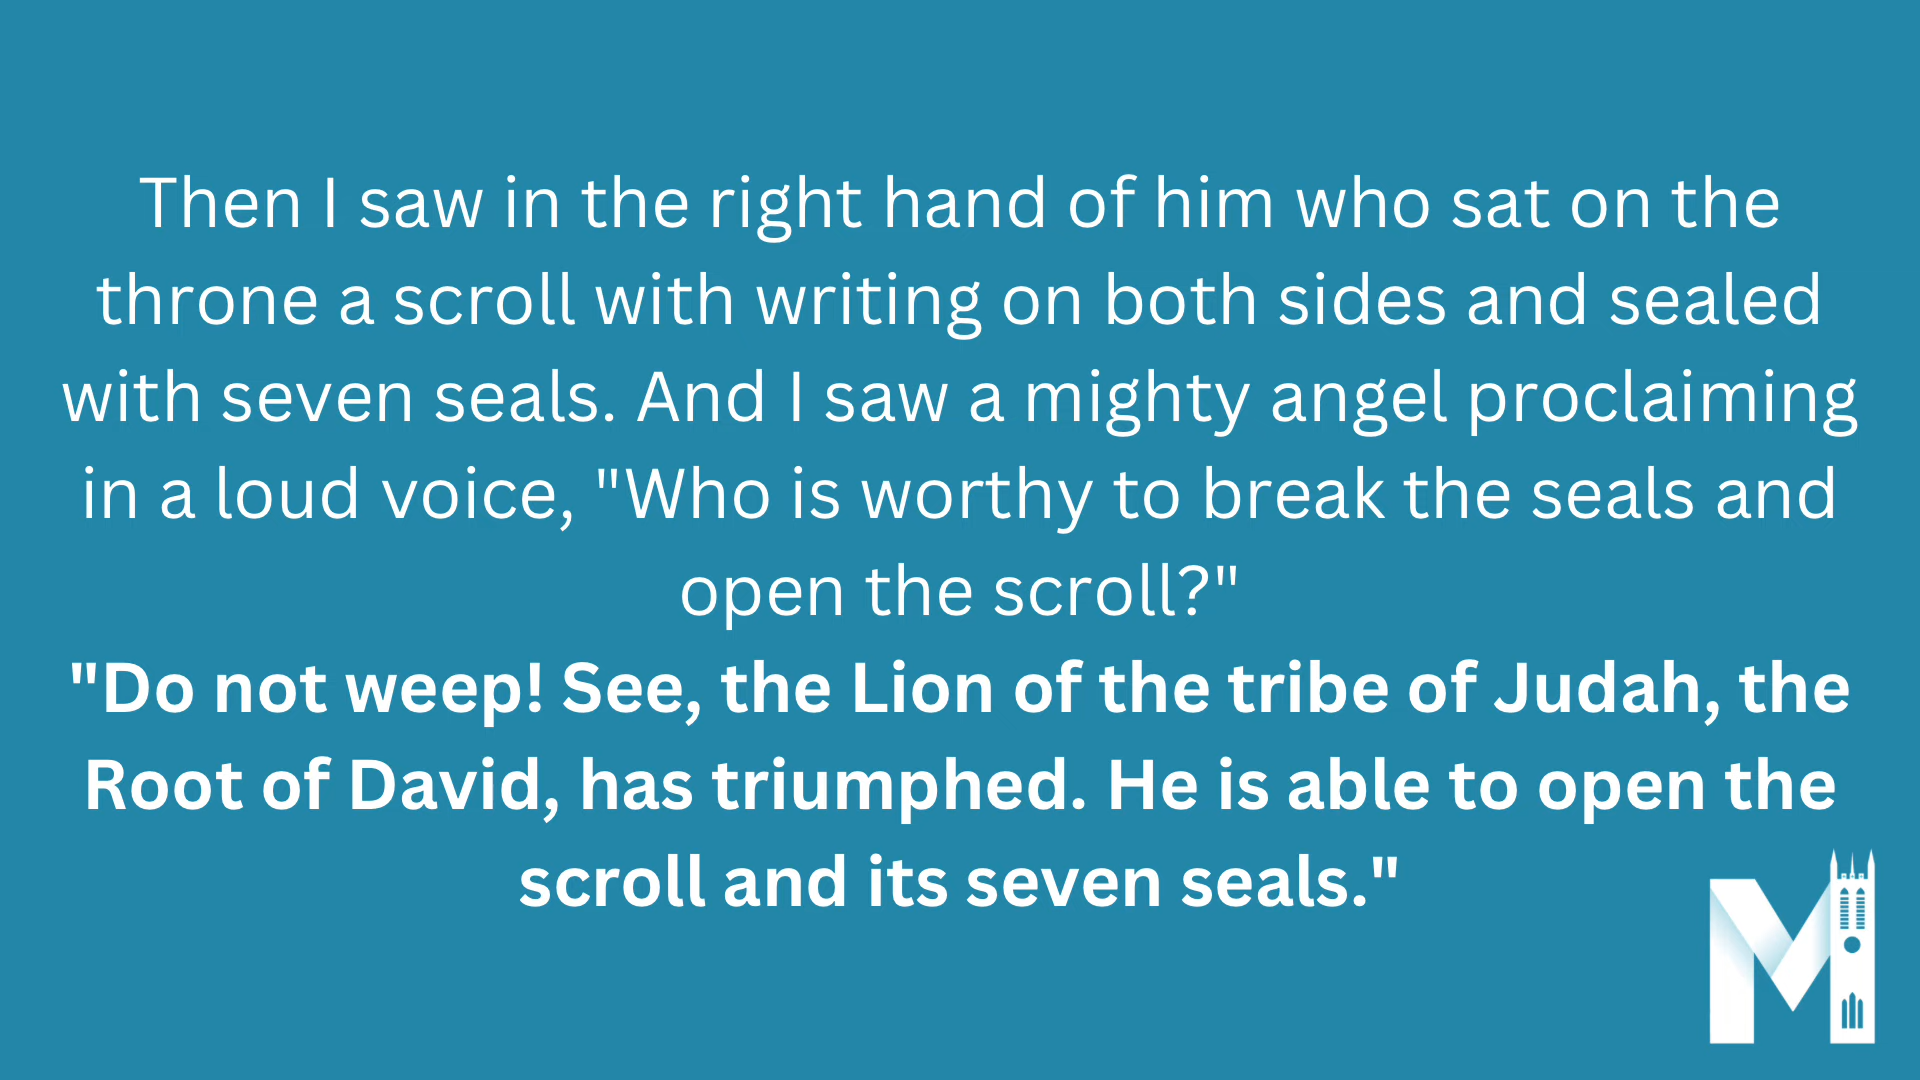 Then I saw in the right hand of him who sat on the
throne a scroll with writing on both sides and sealed
with seven seals. And I saw a mighty angel proclaiming
in a loud voice, "Who is worthy to break the seals and
open the scroll?"
"Do not weep! See, the Lion of the tribe of Judah, the
Root of David, has triumphed. He is able to open the
scroll and its seven seals."
M